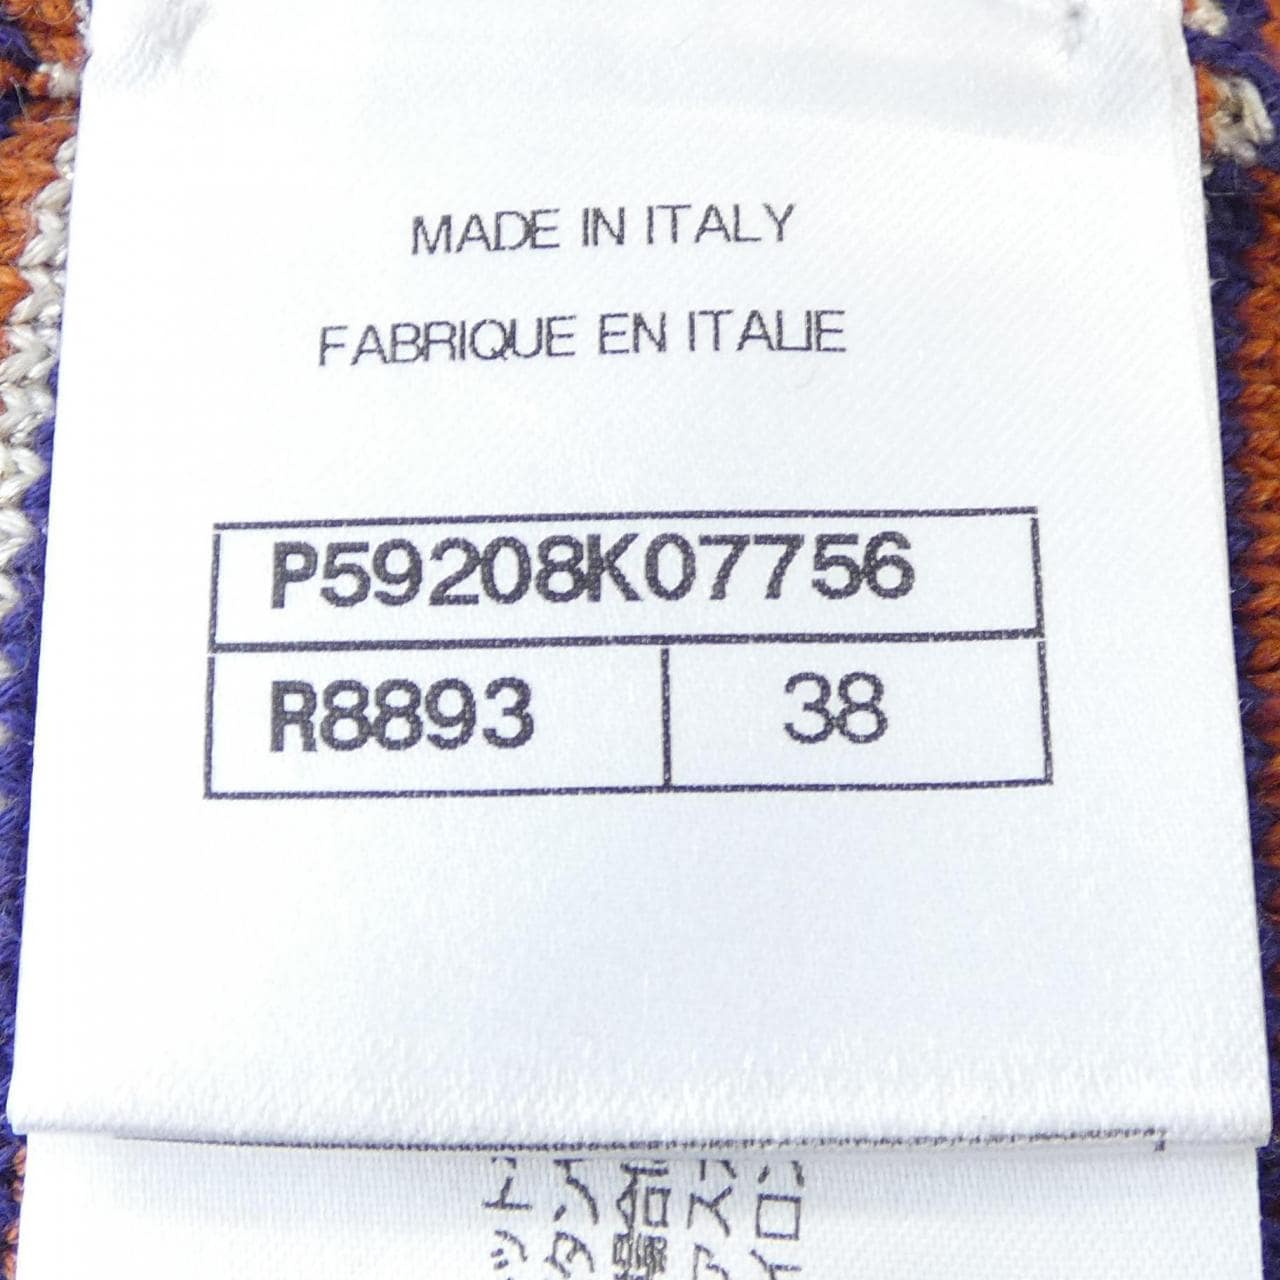 MADE IN ITALY
FABRIQUE EN ITALIE
P59208K07756
R8893 38